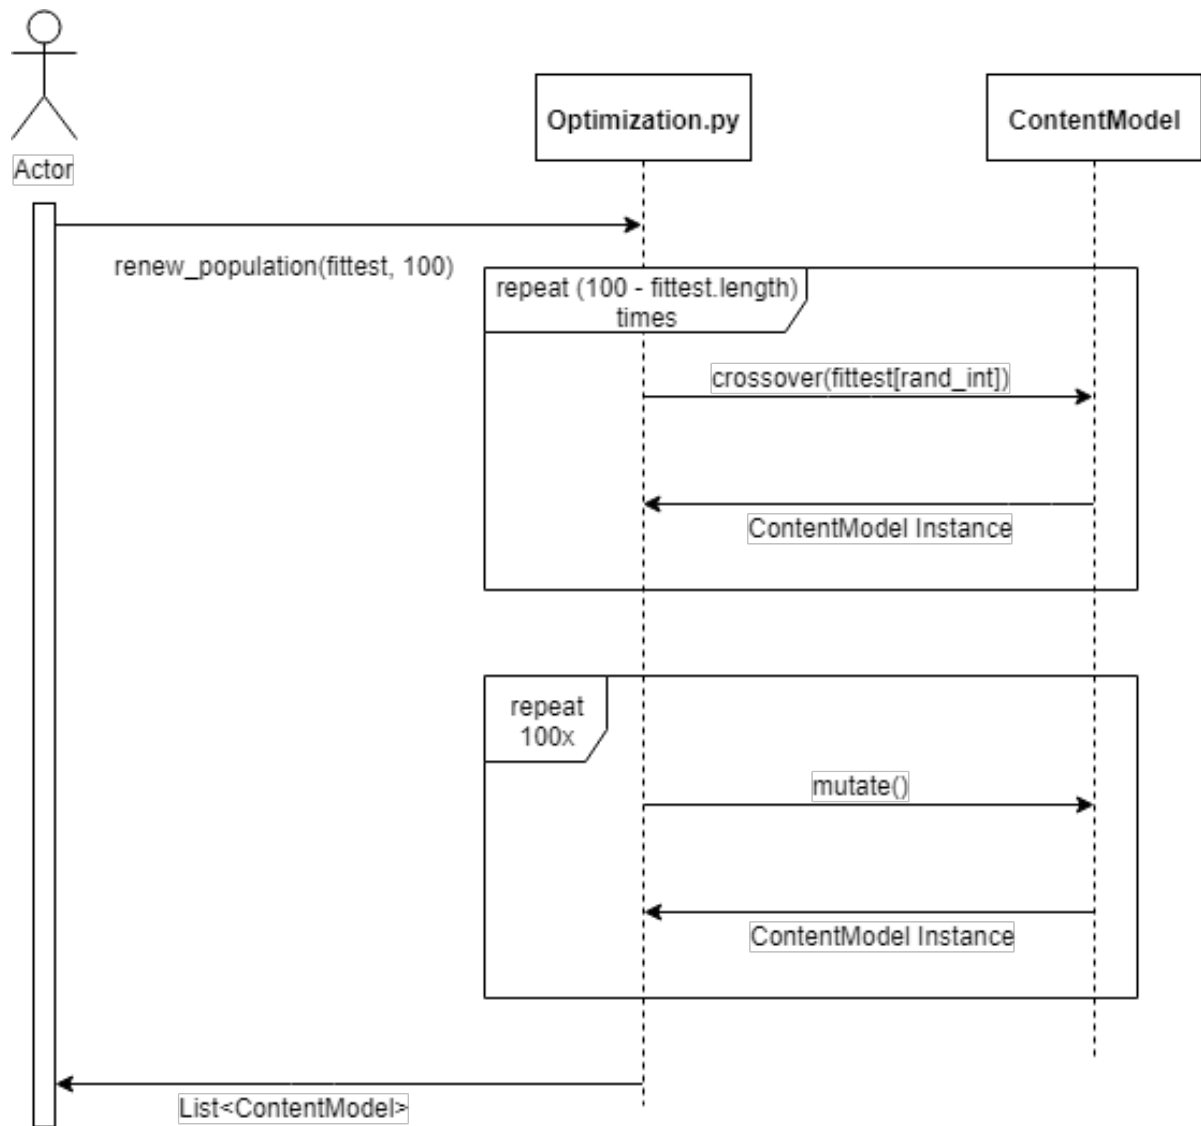 Optimization.py
ContentModel
Actor
renew_population(fittest, 100)
repeat (100 - fittest.length)
times
crossover(fittest[rand_int])
ContentModel Instance
repeat
100x
mutate()
ContentModel Instance
List<ContentModel>